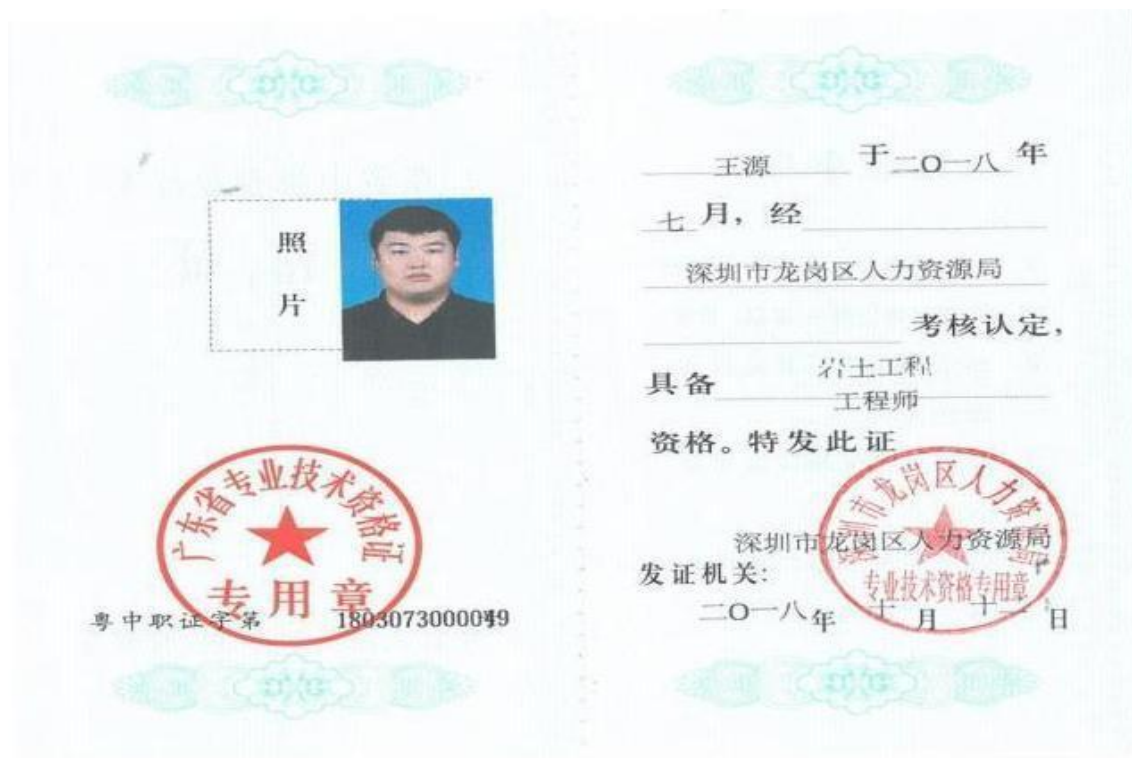 照
片
广东省专业技术资格证
专用章
粤中职证字第 1803073000049
王源 于二〇一八年
七月，经
深圳市龙岗区人力资源局
考核认定，
具备 岩土工程
工程师
资格。特发此证
深圳市龙岗区人力资源局
专业技术资格专用章
深圳市龙岗区人力资源局
发证机关：
二〇一八年 十月 十一日